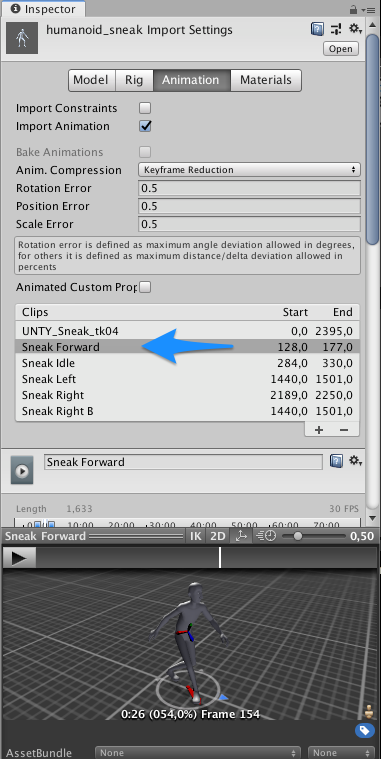 Inspector
humanoid_sneak Import Settings
Open
Model Rig Animation Materials
Import Constraints
Import Animation
Bake Animations
Anim. Compression Keyframe Reduction
Rotation Error 0.5
Position Error 0.5
Scale Error 0.5
Rotation error is defined as maximum angle deviation allowed in degrees,
for others it is defined as maximum distance/delta deviation allowed in
percents
Animated Custom Prop
Clips Start End
UNTY_Sneak_tk04 0,0 2395,0
Sneak Forward 128,0 177,0
Sneak Idle 284,0 330,0
Sneak Left 1440,0 1501,0
Sneak Right 2189,0 2250,0
Sneak Right B 1440,0 1501,0
+ −
Sneak Forward
Length 1,633 30 FPS
10:00 20:00 30:00 40:00 50:00 60:00 70:00
Sneak Forward IK 2D 0,50
0:26 (054,0%) Frame 154
AssetBundle None None